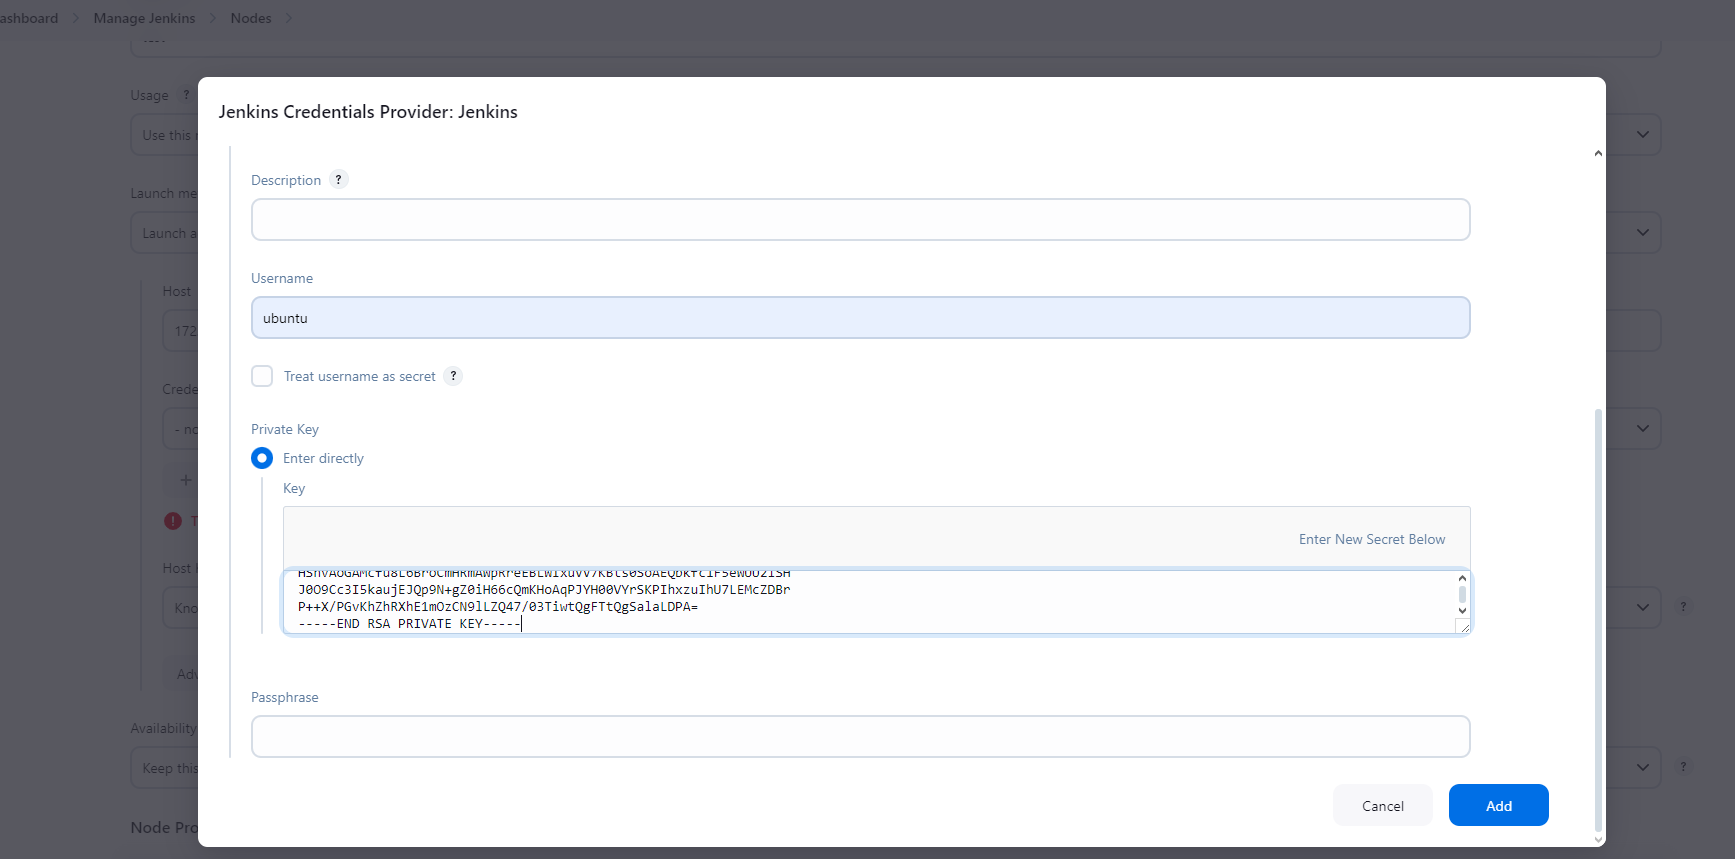 ashboard > Manage Jenkins > Nodes >
Usage ?
Use this
Launch me
Launch a
Host
172
Crede
- no
+
! T
Host
Kno
?
Adv
Availability
Keep this
?
Node Pro
Jenkins Credentials Provider: Jenkins
Description ?
Username
ubuntu
Treat username as secret ?
Private Key
Enter directly
Key
Enter New Secret Below
J0O9Cc3I5kaujEJQp9N+gZ0iH66cQmKHoAqPJYH00VYrSKPIhxzuIhU7LEMcZDBr
P++X/PGvKhZhRXhE1mOzCN9lLZQ47/03TiwtQgFTtQgSalaLDPA=
-----END RSA PRIVATE KEY-----
Passphrase
Cancel
Add